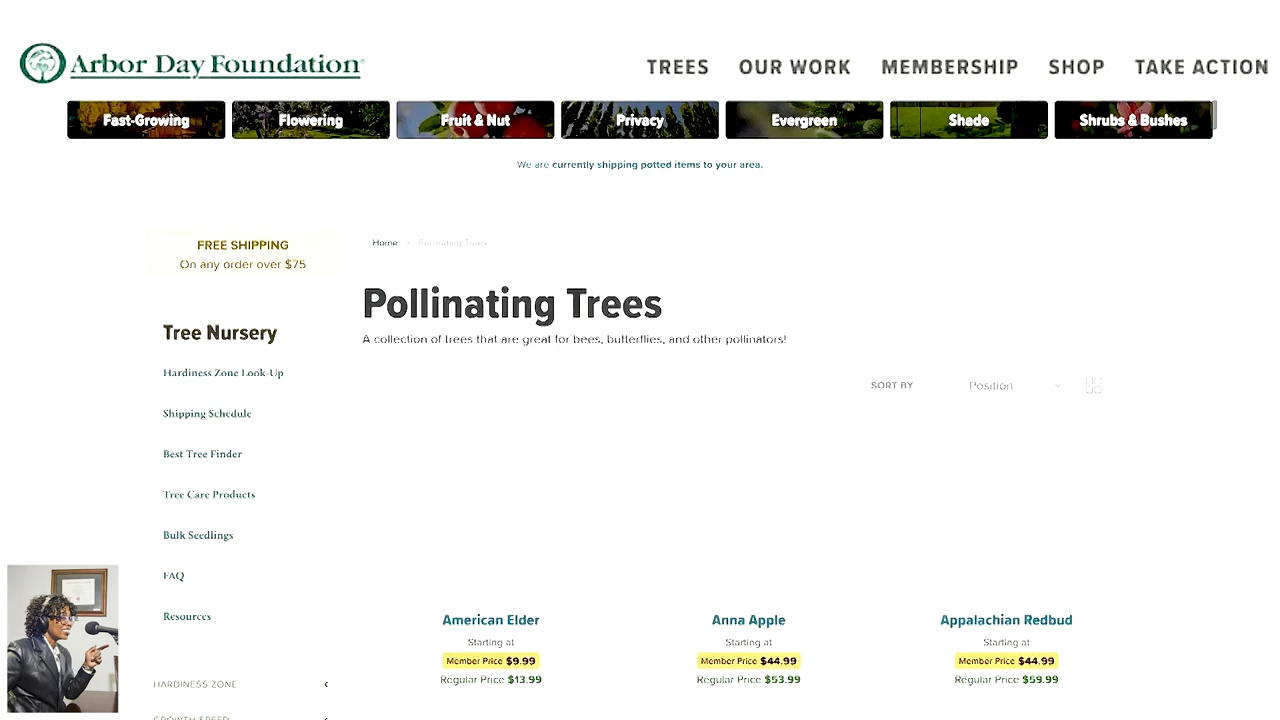 Arbor Day Foundation
TREES OUR WORK MEMBERSHIP SHOP TAKE ACTION
Fast-Growing Flowering Fruit & Nut Privacy Evergreen Shade Shrubs & Bushes
We are currently shipping potted items to your area.
FREE SHIPPING
On any order over $75
Home › Pollinating Trees
Pollinating Trees
A collection of trees that are great for bees, butterflies, and other pollinators!
SORT BY Position
Tree Nursery
Hardiness Zone Look-Up
Shipping Schedule
Best Tree Finder
Tree Care Products
Bulk Seedlings
FAQ
Resources
HARDINESS ZONE
GROWTH SPEED
American Elder
Starting at
Member Price $9.99
Regular Price $13.99
Anna Apple
Starting at
Member Price $44.99
Regular Price $53.99
Appalachian Redbud
Starting at
Member Price $44.99
Regular Price $59.99